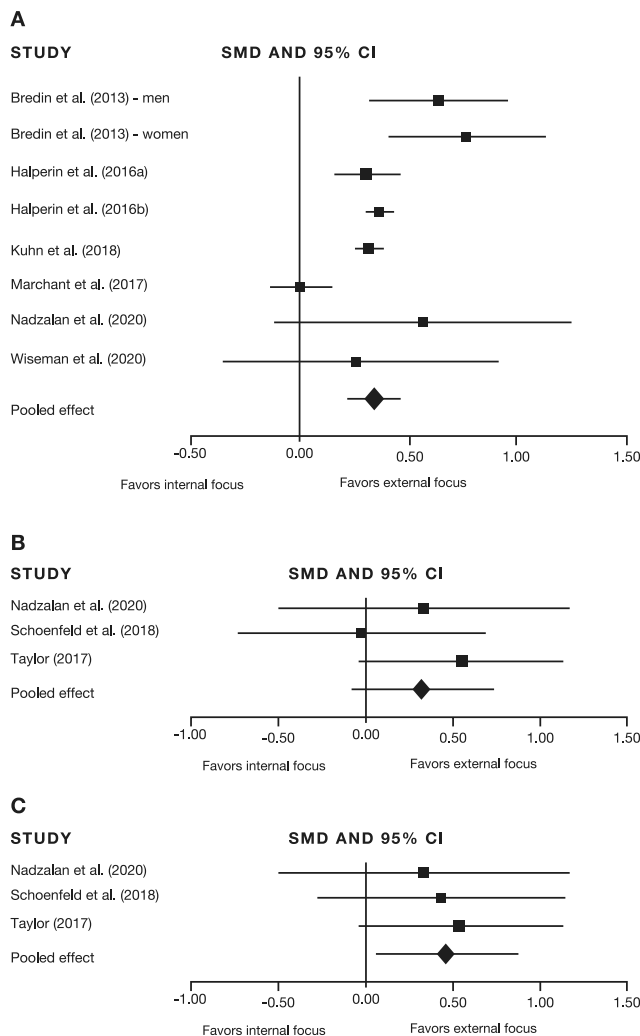 A
STUDY SMD AND 95% CI
Bredin et al. (2013) - men
Bredin et al. (2013) - women
Halperin et al. (2016a)
Halperin et al. (2016b)
Kuhn et al. (2018)
Marchant et al. (2017)
Nadzalan et al. (2020)
Wiseman et al. (2020)
Pooled effect
-0.50 0.00 0.50 1.00 1.50
Favors internal focus Favors external focus
B
STUDY SMD AND 95% CI
Nadzalan et al. (2020)
Schoenfeld et al. (2018)
Taylor (2017)
Pooled effect
-1.00 -0.50 0.00 0.50 1.00 1.50
Favors internal focus Favors external focus
C
STUDY SMD AND 95% CI
Nadzalan et al. (2020)
Schoenfeld et al. (2018)
Taylor (2017)
Pooled effect
-1.00 -0.50 0.00 0.50 1.00 1.50
Favors internal focus Favors external focus